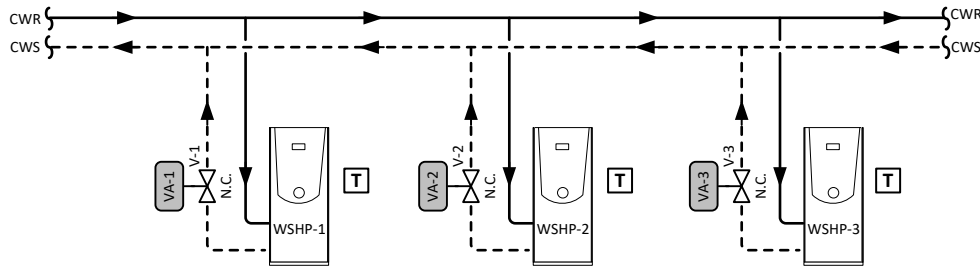 CWR
CWR
CWS
CWS
VA-1
V-1
N.C.
T
WSHP-1
VA-2
V-2
N.C.
T
WSHP-2
VA-3
V-3
N.C.
T
WSHP-3